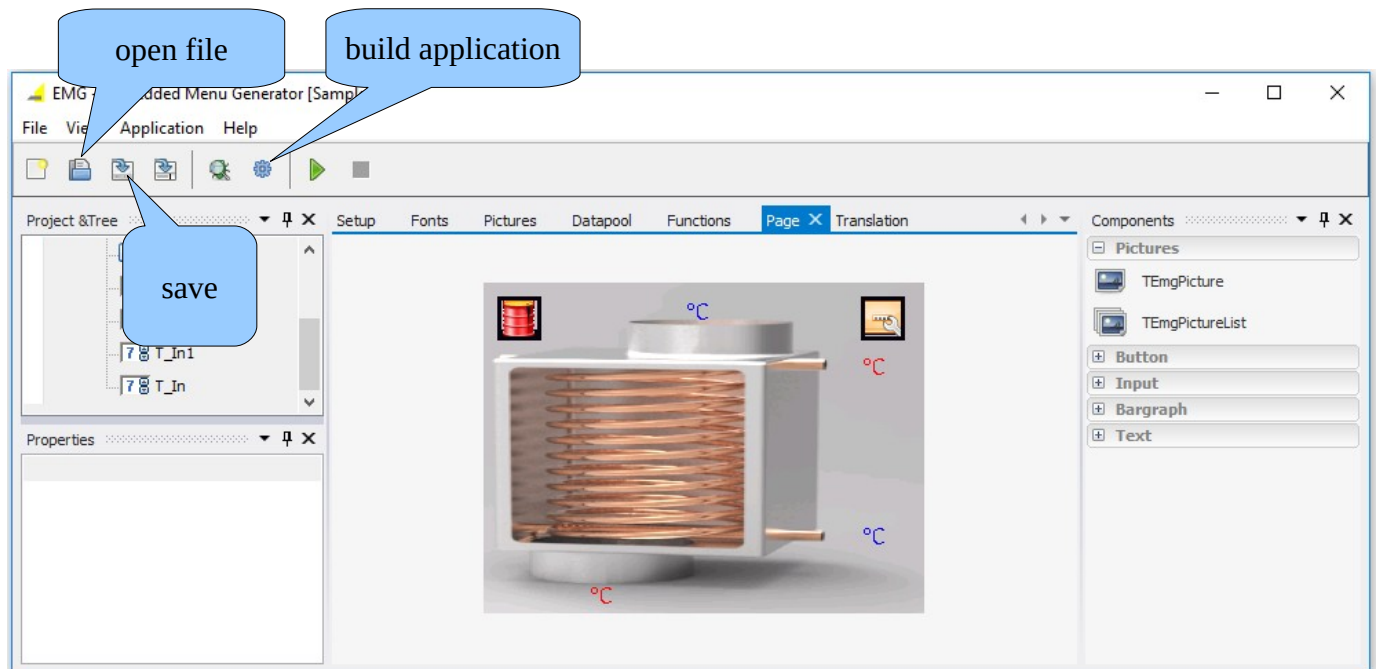 open file
build application
EMG - dded Menu Generator [Sampl
File Vie Application Help
Project &Tree
Setup Fonts Pictures Datapool Functions Page Translation
Components
Pictures
save
TEmgPicture
°C
TEmgPictureList
T_In1
°C
Button
T_In
Input
Bargraph
Properties
Text
°C
°C